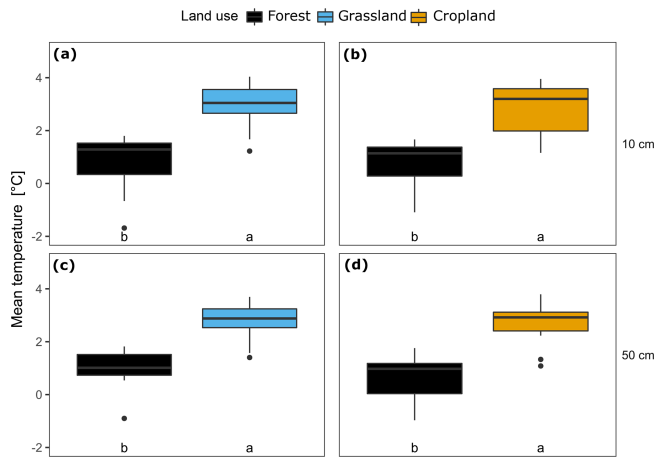 Land use Forest Grassland Cropland
(a) (b)
4
2
0
-2
b a b a
10 cm
(c) (d)
4
2
0
-2
b a b a
50 cm
Mean temperature [°C]